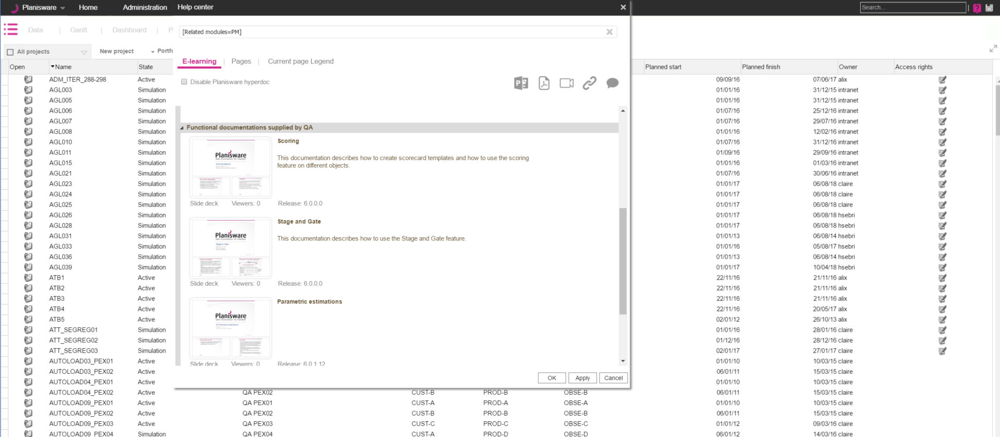 Planisware
Home
Administration
Help center
Search...
Data | Gantt | Dashboard | P
[Related modules=PM]
All projects
New project
Portfo
E-learning | Pages | Current page Legend
Disable Planisware hyperdoc
Functional documentations supplied by QA
Planisware
Scoring
This documentation describes how to create scorecard templates and how to use the scoring
feature on different objects.
Slide deck Viewers: 0 Release: 6.0.0.0
Planisware
Stage and Gate
This documentation describes how to use the Stage and Gate feature.
Slide deck Viewers: 0 Release: 6.0.0.0
Planisware
Parametric estimations
Slide deck Viewers: 0 Release: 6.0.1.12
OK Apply Cancel
Open Name State Planned start Planned finish Owner Access rights
ADM_ITER_288-298 Active 09/09/16 07/06/17 alix
AGL003 Simulation 01/01/16 31/12/15 intranet
AGL005 Simulation 01/01/16 31/12/15 intranet
AGL006 Simulation 01/07/16 25/12/16 intranet
AGL007 Simulation 01/07/16 29/07/16 intranet
AGL008 Simulation 01/01/16 12/02/16 intranet
AGL010 Simulation 01/07/16 31/12/16 intranet
AGL011 Simulation 01/09/16 29/09/16 intranet
AGL015 Simulation 01/01/16 01/03/16 intranet
AGL021 Simulation 01/07/16 30/06/16 intranet
AGL023 Simulation 01/01/17 06/08/18 claire
AGL024 Simulation 01/01/17 06/08/18 claire
AGL025 Simulation 01/01/17 06/08/18 claire
AGL026 Simulation 01/01/17 06/08/18 hsebri
AGL028 Simulation 01/01/17 06/08/18 hsebri
AGL031 Simulation 01/01/13 06/08/14 hsebri
AGL033 Simulation 01/01/16 05/08/17 hsebri
AGL036 Simulation 01/01/13 06/08/14 hsebri
AGL039 Simulation 01/01/17 10/04/18 hsebri
ATB1 Active 22/11/16 21/11/16 alix
ATB2 Active 22/11/16 21/11/16 alix
ATB3 Active 22/11/16 21/11/16 alix
ATB4 Active 22/11/16 20/05/17 alix
ATB5 Active 02/01/12 26/10/13 alix
ATT_SEGREG01 Simulation 01/01/16 28/01/16 claire
ATT_SEGREG02 Simulation 01/12/16 28/12/16 claire
ATT_SEGREG03 Simulation 02/01/17 27/01/17 claire
AUTOLOAD03_PEX01 Active 01/01/10 10/03/15 claire
AUTOLOAD03_PEX02 Active 06/01/11 15/03/15 claire
AUTOLOAD04_PEX01 Active 01/01/10 10/03/15 claire
AUTOLOAD04_PEX02 Active QA PEX02 CUST-B PROD-B OBSE-B 06/01/11 15/03/15 claire
AUTOLOAD09_PEX01 Active QA PEX01 CUST-A PROD-A OBSE-A 01/01/10 10/03/15 claire
AUTOLOAD09_PEX02 Active QA PEX02 CUST-B PROD-B OBSE-B 06/01/11 15/03/15 claire
AUTOLOAD09_PEX03 Active QA PEX03 CUST-C PROD-C OBSE-C 01/01/12 09/03/16 claire
AUTOLOAD09_PEX04 Simulation QA PEX04 CUST-A PROD-D OBSE-D 06/01/12 14/03/16 claire